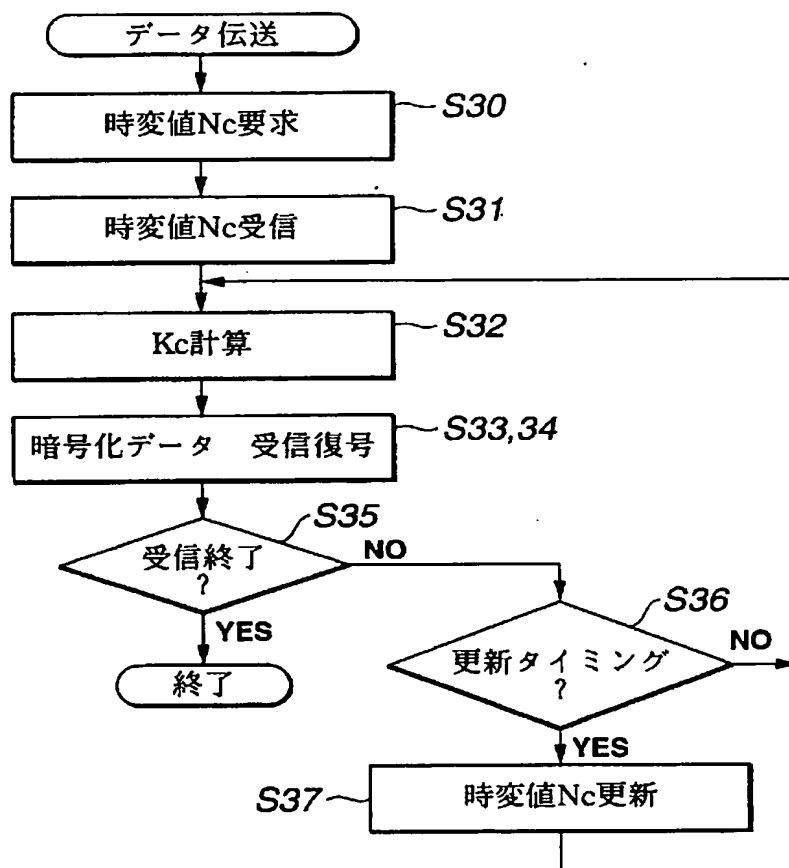 データ伝送
時変値Nc要求
S30
時変値Nc受信
S31
Kc計算
S32
暗号化データ 受信復号
S33,34
受信終了
?
S35
NO
YES
終了
更新タイミング
?
S36
NO
YES
時変値Nc更新
S37